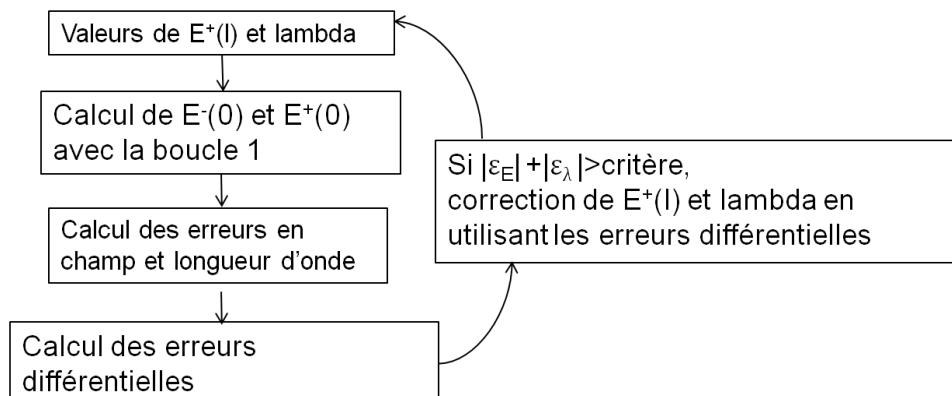 Valeurs de E⁺(l) et lambda
Calcul de E⁻(0) et E⁺(0)
avec la boucle 1
Calcul des erreurs en
champ et longueur d'onde
Calcul des erreurs
différentielles
Si |ε_E| +|ε_λ|>critère,
correction de E⁺(l) et lambda en
utilisant les erreurs différentielles